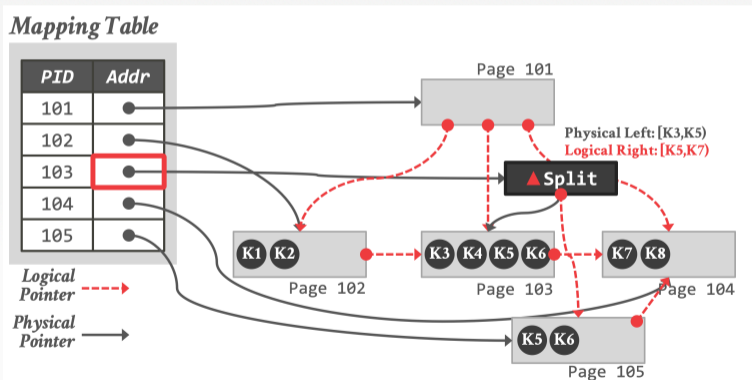 Mapping Table
PID Addr
101
102
103
104
105
Logical
Pointer
Physical
Pointer
Page 101
Physical Left: [K3,K5)
Logical Right: [K5,K7)
Split
K1 K2
Page 102
K3 K4 K5 K6
Page 103
K7 K8
Page 104
K5 K6
Page 105